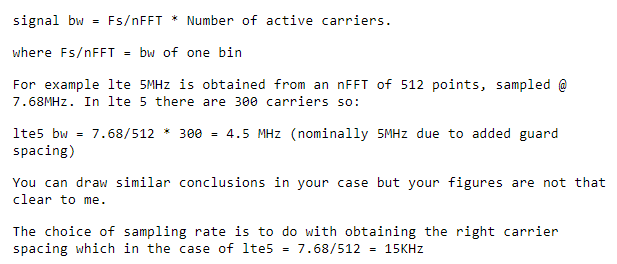 signal bw = Fs/nFFT * Number of active carriers.
where Fs/nFFT = bw of one bin
For example lte 5MHz is obtained from an nFFT of 512 points, sampled @
7.68MHz. In lte 5 there are 300 carriers so:
lte5 bw = 7.68/512 * 300 = 4.5 MHz (nominally 5MHz due to added guard
spacing)
You can draw similar conclusions in your case but your figures are not that
clear to me.
The choice of sampling rate is to do with obtaining the right carrier
spacing which in the case of lte5 = 7.68/512 = 15KHz